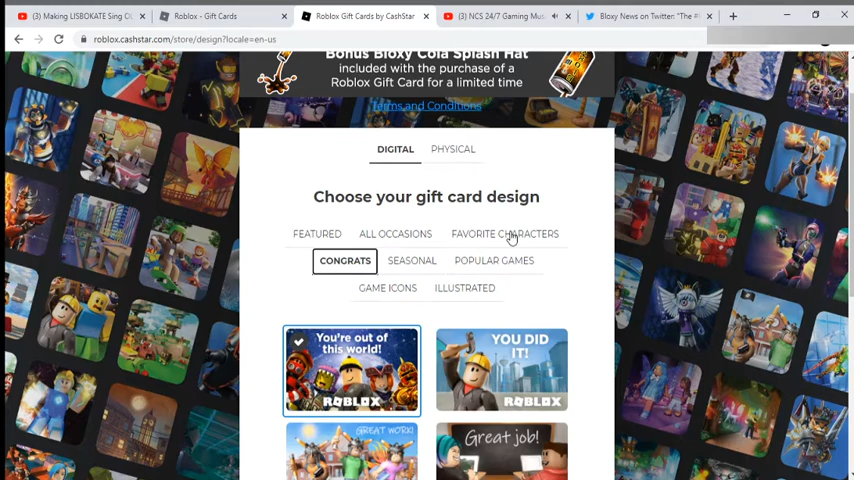 (3) Making LISBOKATE Sing
Roblox - Gift Cards
Roblox Gift Cards by CashStar
(3) NCS 24/7 Gaming Mus
Bloxy News on Twitter: "The #
roblox.cashstar.com/store/design?locale=en-us
Bonus Bloxy Cola Splash Hat
included with the purchase of a
Roblox Gift Card for a limited time
Terms and Conditions
DIGITAL PHYSICAL
Choose your gift card design
FEATURED ALL OCCASIONS FAVORITE CHARACTERS
CONGRATS SEASONAL POPULAR GAMES
GAME ICONS ILLUSTRATED
You're out of
this world!
ROBLOX
YOU DID
IT!
ROBLOX
GREAT WORK!
Great job!